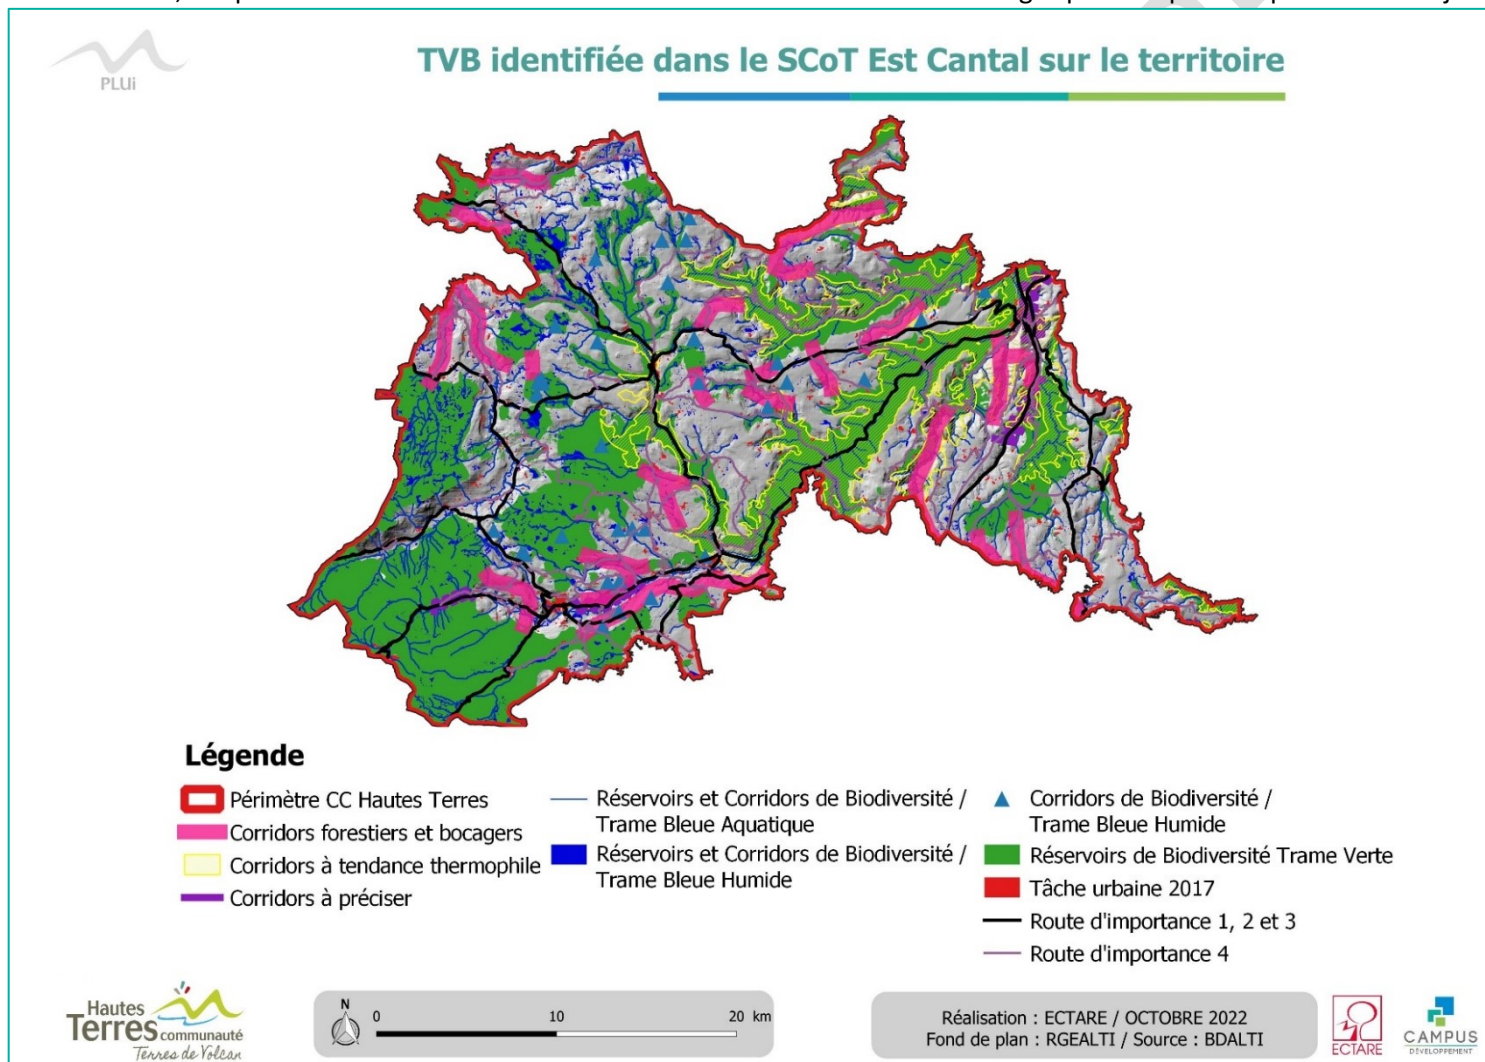 PLUi
TVB identifiée dans le SCoT Est Cantal sur le territoire
Légende
Périmètre CC Hautes Terres
Corridors forestiers et bocagers
Corridors à tendance thermophile
Corridors à préciser
Réservoirs et Corridors de Biodiversité /
Trame Bleue Aquatique
Réservoirs et Corridors de Biodiversité /
Trame Bleue Humide
Corridors de Biodiversité /
Trame Bleue Humide
Réservoirs de Biodiversité Trame Verte
Tâche urbaine 2017
Route d'importance 1, 2 et 3
Route d'importance 4
Hautes
Terres communauté
Terres de Volcan
N
0 10 20 km
Réalisation : ECTARE / OCTOBRE 2022
Fond de plan : RGEALTI / Source : BDALTI
ECTARE
CAMPUS
DÉVELOPPEMENT